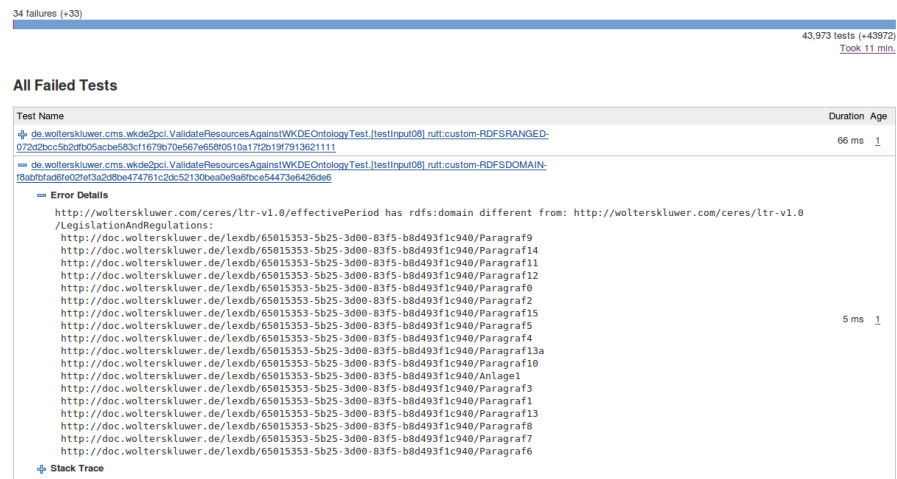 34 failures (+33)
43,973 tests (+43972)
Took 11 min.
All Failed Tests
Test Name Duration Age
de.wolterskluwer.cms.wkde2pci.ValidateResourcesAgainstWKDEOntologyTest.[testInput08] rutt:custom-RDFSRANGED-
072d2bcc5b2dfb05acbe583cf1679b70e567e658f0510a17f2b19f7913621111 66 ms 1
de.wolterskluwer.cms.wkde2pci.ValidateResourcesAgainstWKDEOntologyTest.[testInput08] rutt:custom-RDFSDOMAIN-
f8abfbfad6fe02fef3a2d8be474761c2dc52130bea0e9a6fbce54473e6426de6
Error Details
http://wolterskluwer.com/ceres/ltr-v1.0/effectivePeriod has rdfs:domain different from: http://wolterskluwer.com/ceres/ltr-v1.0
/LegislationAndRegulations:
http://doc.wolterskluwer.de/lexdb/65015353-5b25-3d00-83f5-b8d493f1c940/Paragraf9
http://doc.wolterskluwer.de/lexdb/65015353-5b25-3d00-83f5-b8d493f1c940/Paragraf14
http://doc.wolterskluwer.de/lexdb/65015353-5b25-3d00-83f5-b8d493f1c940/Paragraf11
http://doc.wolterskluwer.de/lexdb/65015353-5b25-3d00-83f5-b8d493f1c940/Paragraf12
http://doc.wolterskluwer.de/lexdb/65015353-5b25-3d00-83f5-b8d493f1c940/Paragraf0
http://doc.wolterskluwer.de/lexdb/65015353-5b25-3d00-83f5-b8d493f1c940/Paragraf2
http://doc.wolterskluwer.de/lexdb/65015353-5b25-3d00-83f5-b8d493f1c940/Paragraf15
http://doc.wolterskluwer.de/lexdb/65015353-5b25-3d00-83f5-b8d493f1c940/Paragraf5 5 ms 1
http://doc.wolterskluwer.de/lexdb/65015353-5b25-3d00-83f5-b8d493f1c940/Paragraf4
http://doc.wolterskluwer.de/lexdb/65015353-5b25-3d00-83f5-b8d493f1c940/Paragraf13a
http://doc.wolterskluwer.de/lexdb/65015353-5b25-3d00-83f5-b8d493f1c940/Paragraf10
http://doc.wolterskluwer.de/lexdb/65015353-5b25-3d00-83f5-b8d493f1c940/Anlage1
http://doc.wolterskluwer.de/lexdb/65015353-5b25-3d00-83f5-b8d493f1c940/Paragraf3
http://doc.wolterskluwer.de/lexdb/65015353-5b25-3d00-83f5-b8d493f1c940/Paragraf1
http://doc.wolterskluwer.de/lexdb/65015353-5b25-3d00-83f5-b8d493f1c940/Paragraf13
http://doc.wolterskluwer.de/lexdb/65015353-5b25-3d00-83f5-b8d493f1c940/Paragraf8
http://doc.wolterskluwer.de/lexdb/65015353-5b25-3d00-83f5-b8d493f1c940/Paragraf7
http://doc.wolterskluwer.de/lexdb/65015353-5b25-3d00-83f5-b8d493f1c940/Paragraf6
Stack Trace